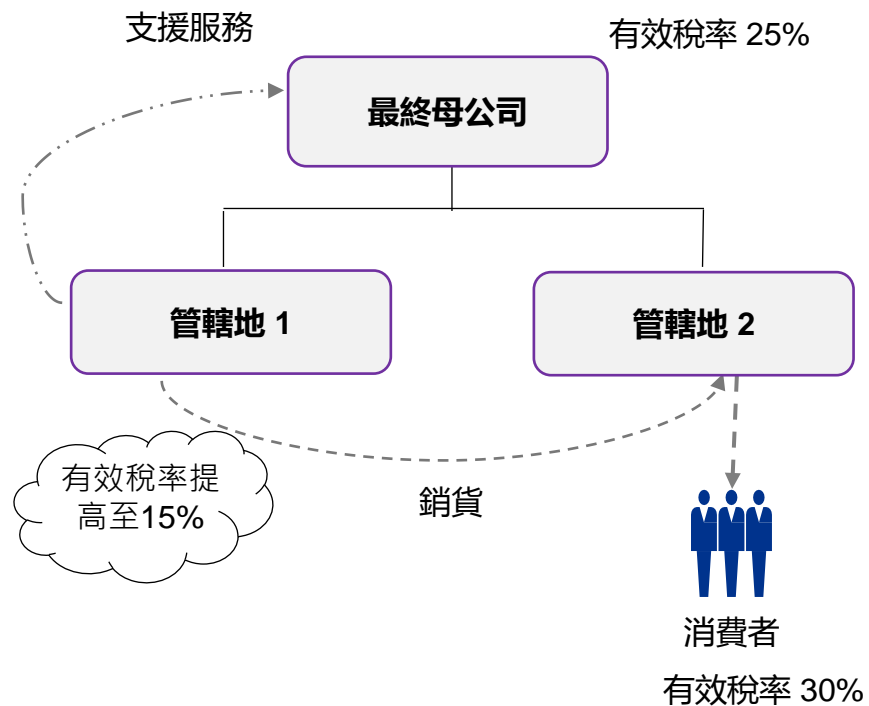 支援服務
有效稅率 25%
最終母公司
管轄地 1
管轄地 2
有效稅率提
高至15%
銷貨
消費者
有效稅率 30%